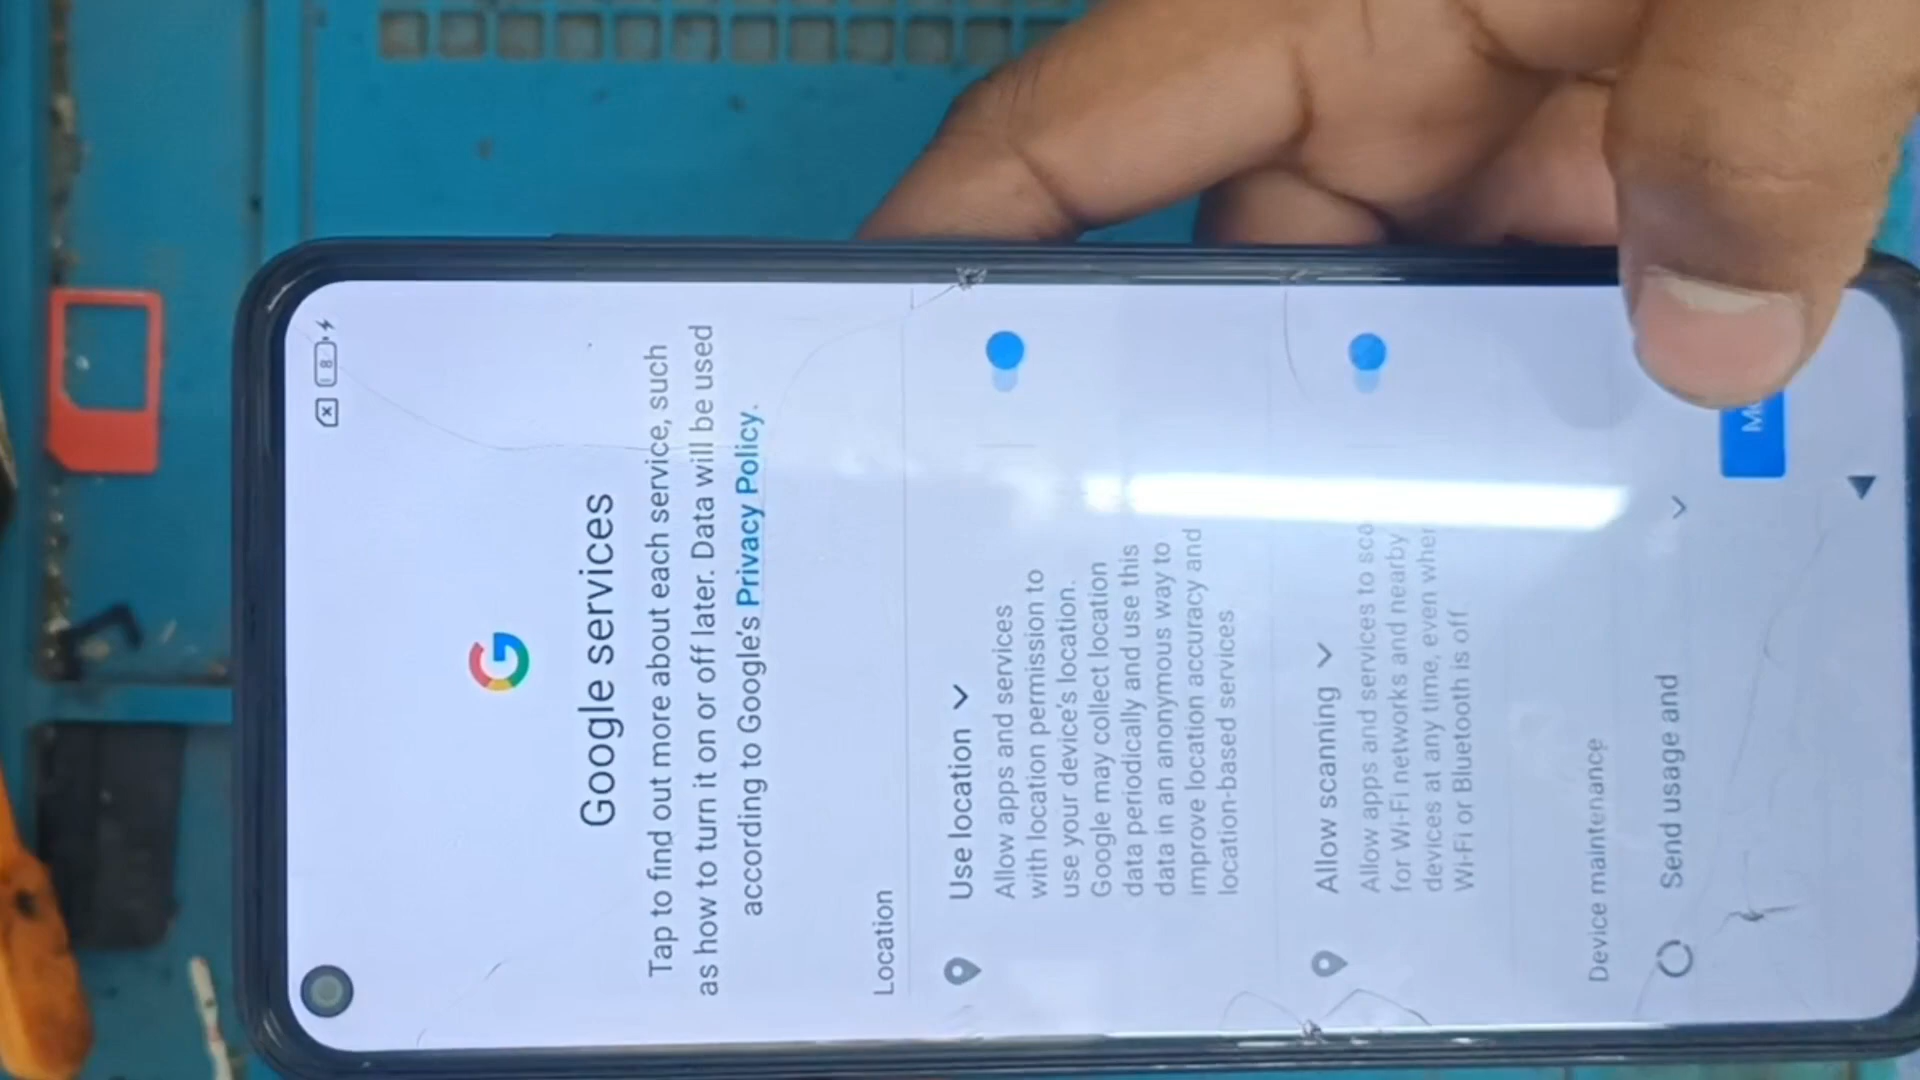 Google services
Tap to find out more about each service, such
as how to turn it on or off later. Data will be used
according to Google's Privacy Policy.
Location
Use location
Allow apps and services
with location permission to
use your device's location.
Google may collect location
data periodically and use this
data in an anonymous way to
improve location accuracy and
location-based services.
Allow scanning
Allow apps and services to
for Wi-Fi networks and nearby
devices at any time, even
Wi-Fi or Bluetooth is off
Device maintenance
Send usage and